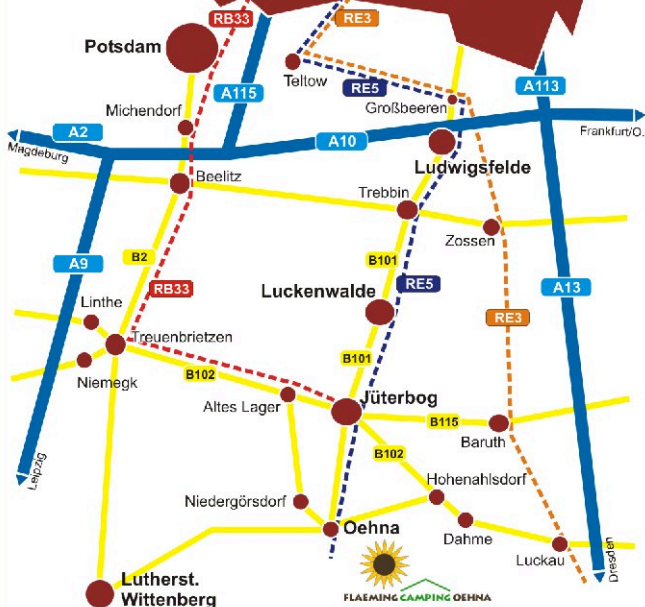 RB33
RE3
Potsdam
Teltow
A115
RE5
A113
Großbeeren
Michendorf
A2
A10
Magdeburg
Frankfurt/O.
Ludwigsfelde
Beelitz
Trebbin
Zossen
B2
B101
A9
RB33
RE5
A13
Linthe
Luckenwalde
RE3
Treuenbrietzen
B101
Niemegk
B102
Altes Lager
Jüterbog
B115
Baruth
B102
Leipzig
Hohenahlsdorf
Niedergörsdorf
Oehna
Dahme
Luckau
Dresden
Lutherst.
Wittenberg
FLAEMING CAMPING OEHNA